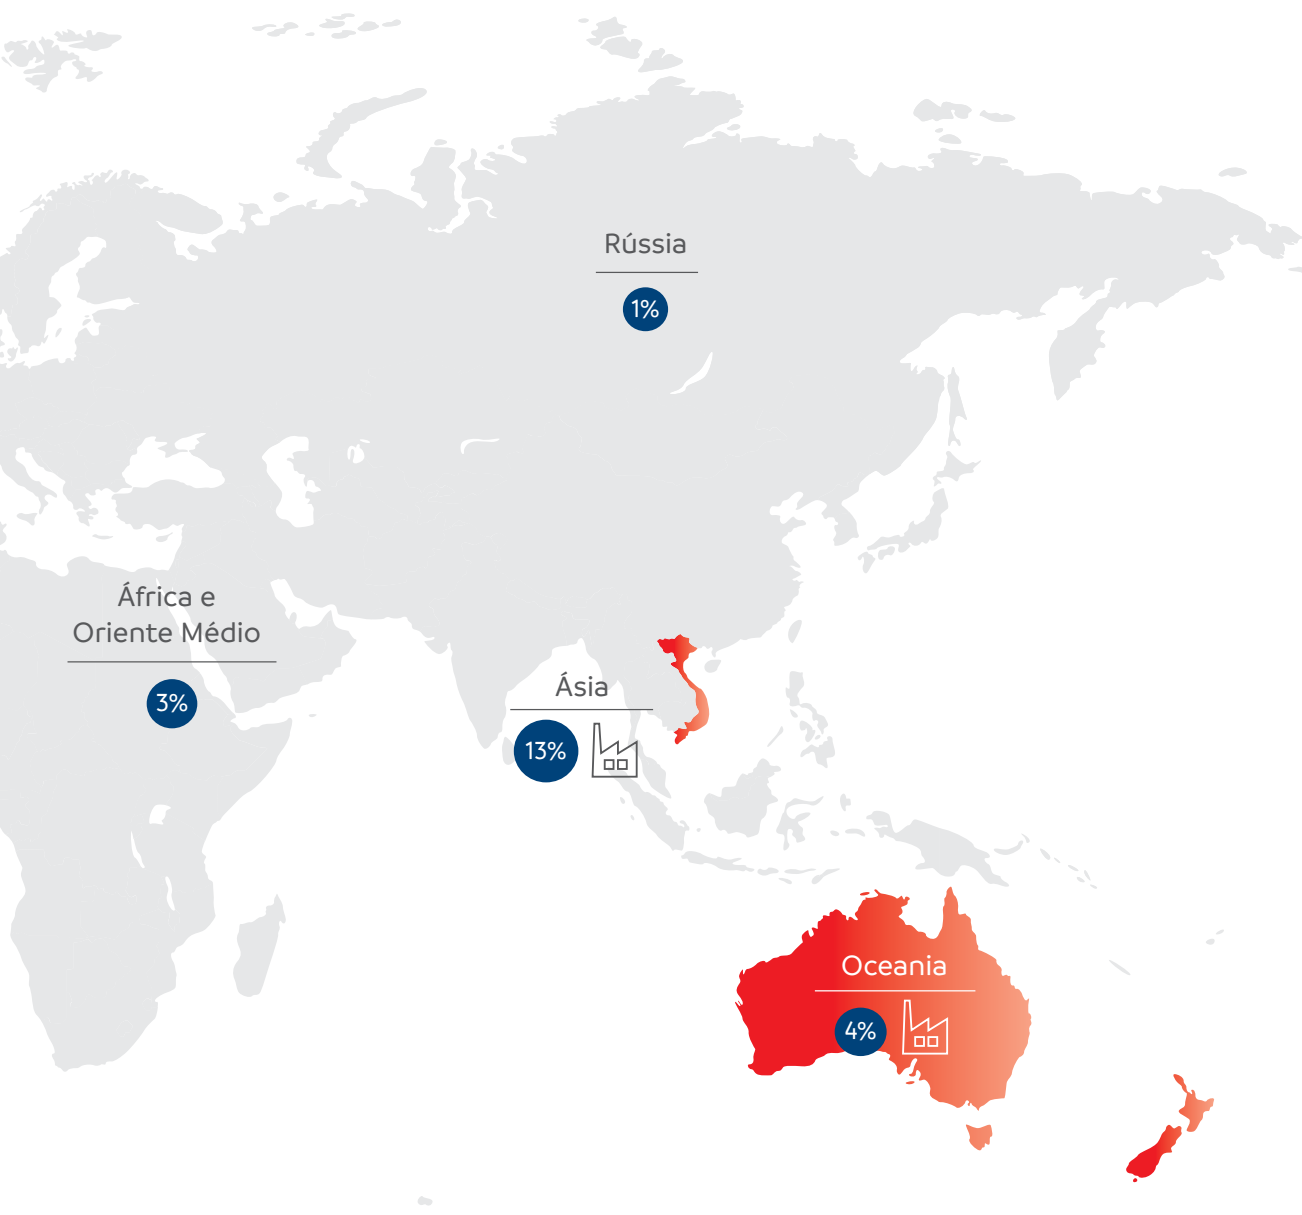 Rússia
1%
África e
Oriente Médio
3%
Ásia
13%
Oceania
4%